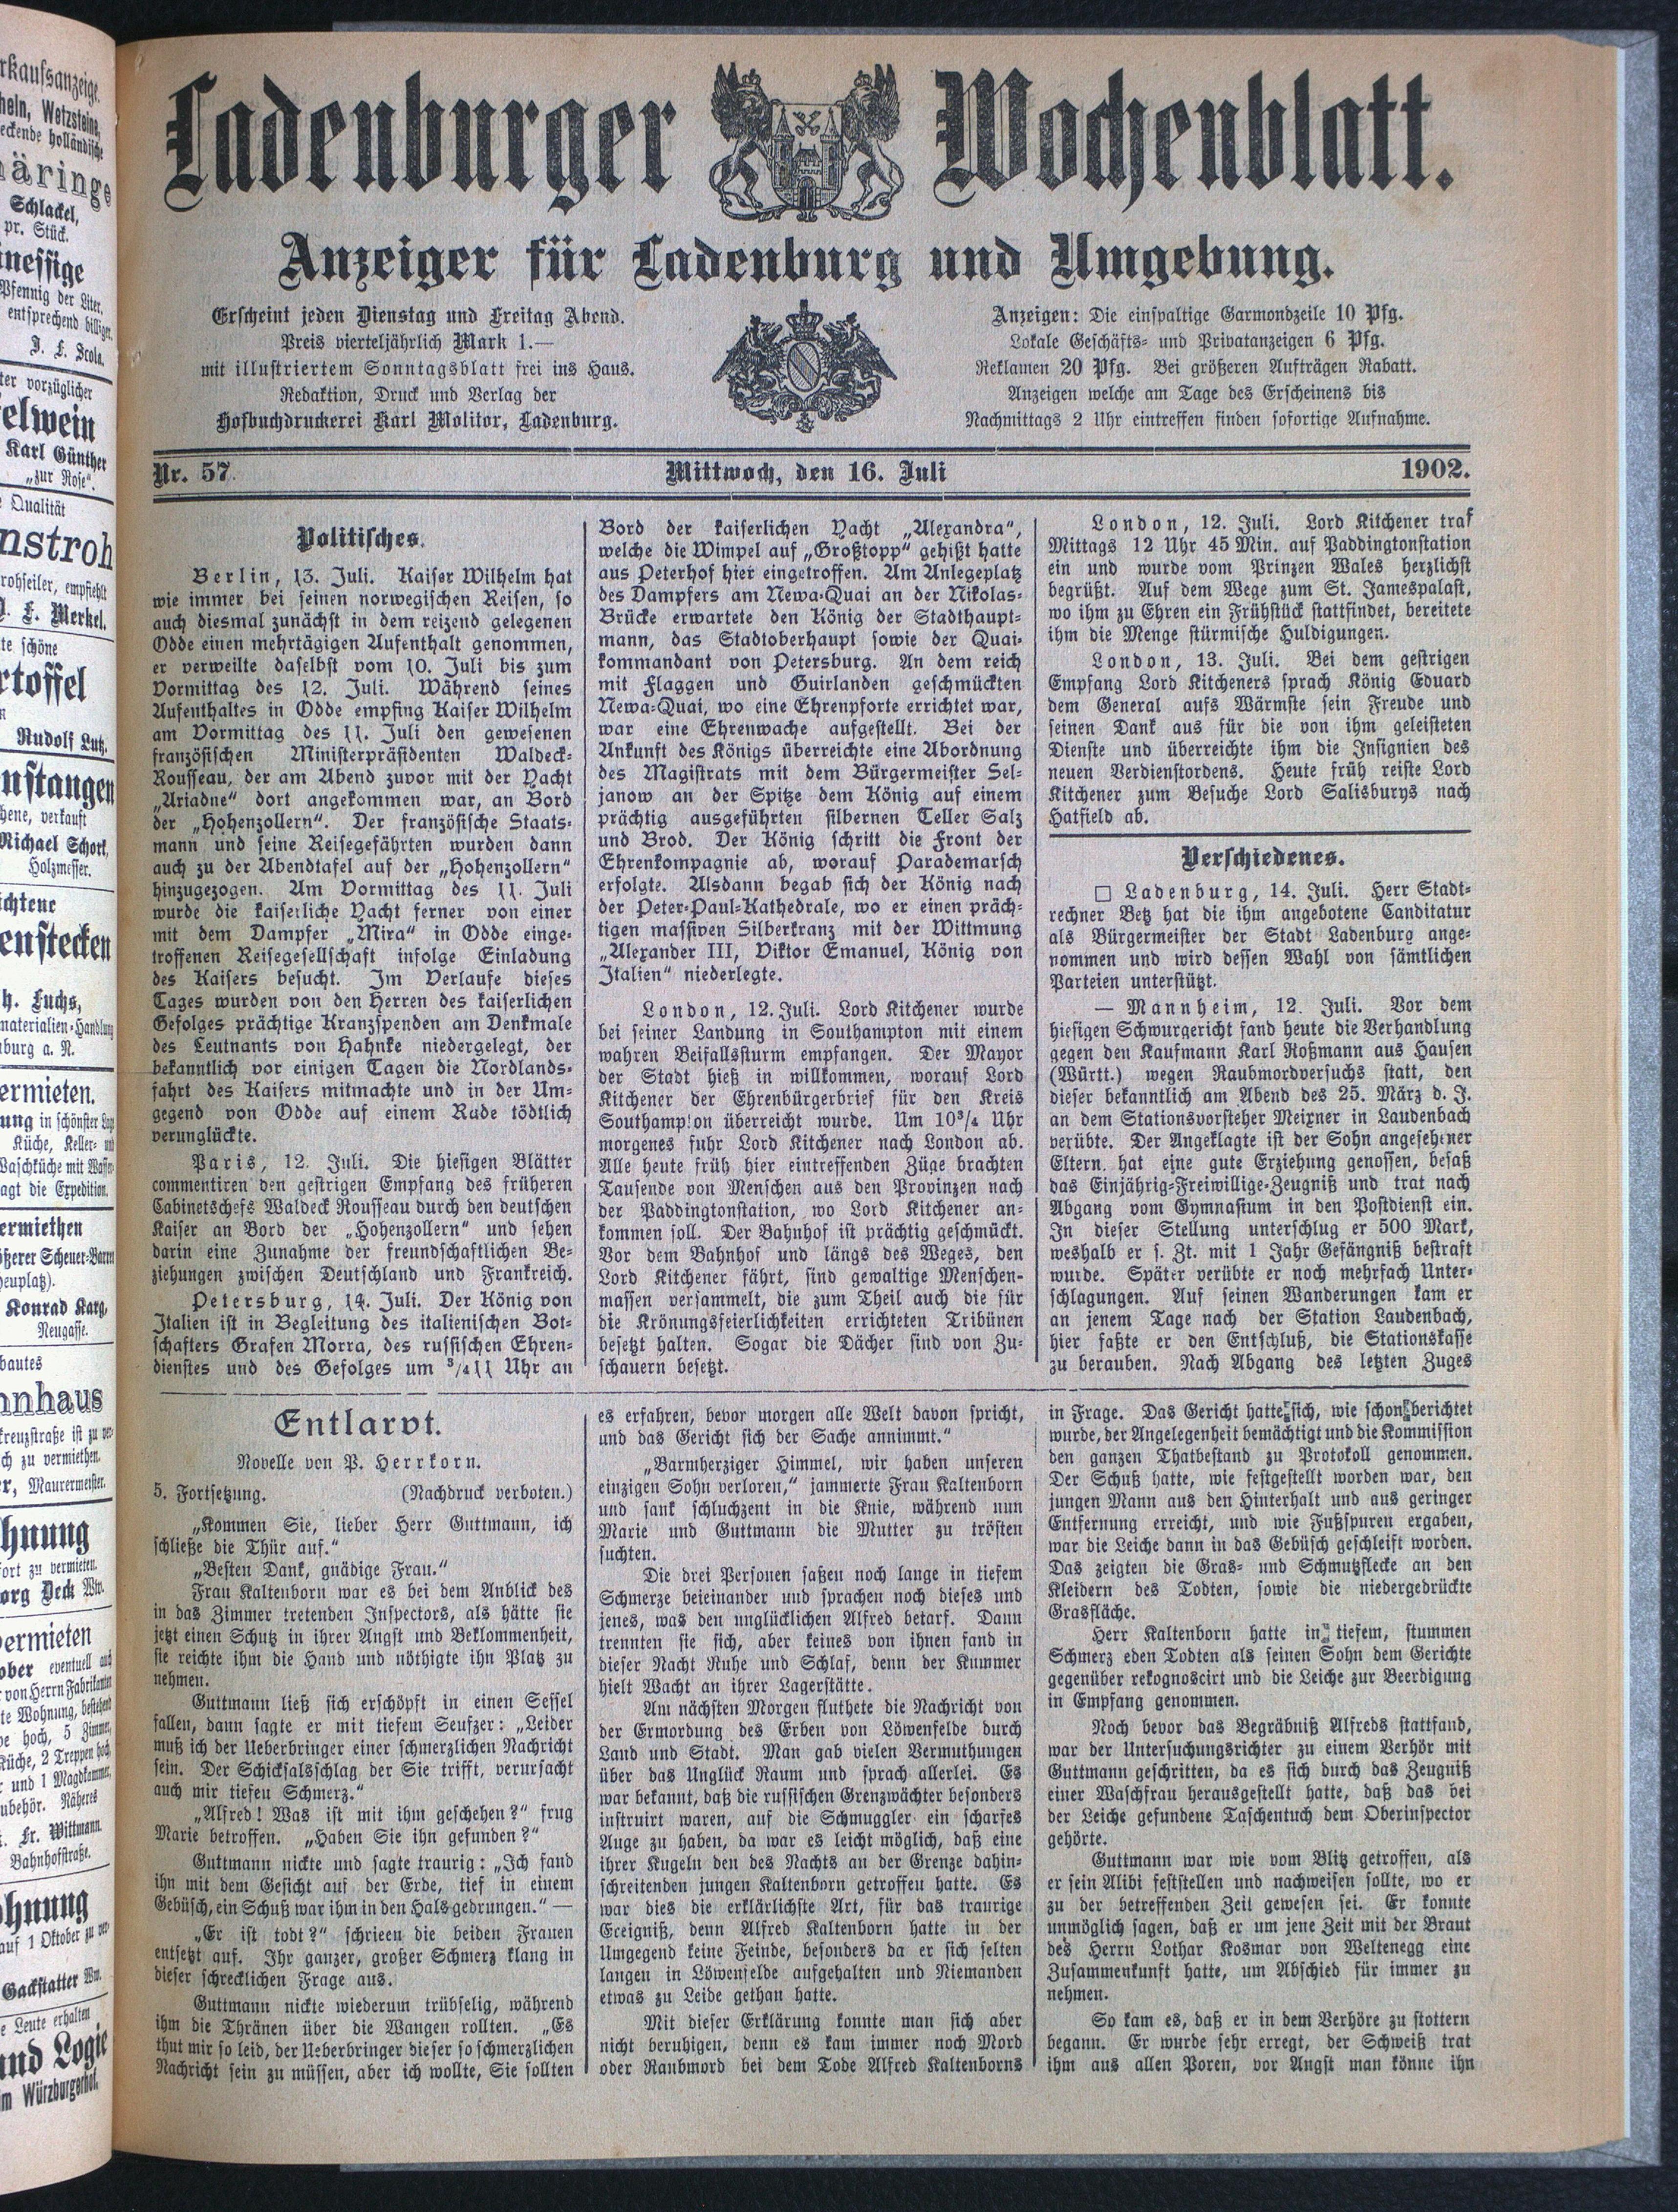 Ladenburger Wochenblatt.
Anzeiger für Ladenburg und Umgebung.
Erscheint jeden Dienstag und Freitag Abend.
Preis vierteljährlich Mark 1.—
mit illustriertem Sonntagsblatt frei ins Haus.
Redaktion, Druck und Verlag der
Hofbuchdruckerei Karl Molitor, Ladenburg.
Anzeigen: Die einspaltige Garmondzeile 10 Pfg.
Lokale Geschäfts- und Privatanzeigen 6 Pfg.
Reklamen 20 Pfg. Bei größeren Aufträgen Rabatt.
Anzeigen welche am Tage des Erscheinens bis
Nachmittags 2 Uhr eintreffen finden sofortige Aufnahme.
Nr. 57. Mittwoch, den 16. Juli 1902.
Politisches.
Berlin, 13. Juli. Kaiser Wilhelm hat
wie immer bei seinen norwegischen Reisen, so
auch diesmal zunächst in dem reizend gelegenen
Odde einen mehrtägigen Aufenthalt genommen,
er verweilte daselbst vom 10. Juli bis zum
Vormittag des 12. Juli. Während seines
Aufenthaltes in Odde empfing Kaiser Wilhelm
am Vormittag des 11. Juli den gewesenen
französischen Ministerpräsidenten Waldeck-
Rousseau, der am Abend zuvor mit der Yacht
„Ariadne“ dort angekommen war, an Bord
der „Hohenzollern“. Der französische Staats-
mann und seine Reisegefährten wurden dann
auch zu der Abendtafel auf der „Hohenzollern“
hinzugezogen. Am Vormittag des 11. Juli
wurde die kaiserliche Yacht ferner von einer
mit dem Dampfer „Mira“ in Odde einge-
troffenen Reisegesellschaft infolge Einladung
des Kaisers besucht. Im Verlaufe dieses
Tages wurden von den Herren des kaiserlichen
Gefolges prächtige Kranzspenden am Denkmale
des Leutnants von Hahnke niedergelegt, der
bekanntlich vor einigen Tagen die Nordlands-
fahrt des Kaisers mitmachte und in der Um-
gegend von Odde auf einem Rade tödtlich
verunglückte.
Paris, 12. Juli. Die hiesigen Blätter
commentiren den gestrigen Empfang des früheren
Cabinetschefs Waldeck Rousseau durch den deutschen
Kaiser an Bord der „Hohenzollern“ und sehen
darin eine Zunahme der freundschaftlichen Be-
ziehungen zwischen Deutschland und Frankreich.
Petersburg, 14. Juli. Der König von
Italien ist in Begleitung des italienischen Bot-
schafters Grafen Morra, des russischen Ehren-
dienstes und des Gefolges um 3/4 11 Uhr an
Bord der kaiserlichen Yacht „Alexandra“,
welche die Wimpel auf „Großtopp“ gehißt hatte
aus Peterhof hier eingetroffen. Am Anlegeplatz
des Dampfers am Newa-Quai an der Nikolas-
Brücke erwartete den König der Stadthaupt-
mann, das Stadtoberhaupt sowie der Quai-
kommandant von Petersburg. An dem reich
mit Flaggen und Guirlanden geschmückten
Newa-Quai, wo eine Ehrenpforte errichtet war,
war eine Ehrenwache aufgestellt. Bei der
Ankunft des Königs überreichte eine Abordnung
des Magistrats mit dem Bürgermeister Sel-
janow an der Spitze dem König auf einem
prächtig ausgeführten silbernen Teller Salz
und Brod. Der König schritt die Front der
Ehrenkompagnie ab, worauf Parademarsch
erfolgte. Alsdann begab sich der König nach
der Peter-Paul-Kathedrale, wo er einen präch-
tigen massiven Silberkranz mit der Wittmung
„Alexander III, Viktor Emanuel, König von
Italien“ niederlegte.
London, 12. Juli. Lord Kitchener wurde
bei seiner Landung in Southampton mit einem
wahren Beifallssturm empfangen. Der Mayor
der Stadt hieß in willkommen, worauf Lord
Kitchener der Ehrenbürgerbrief für den Kreis
Southampton überreicht wurde. Um 10 3/4 Uhr
morgenes fuhr Lord Kitchener nach London ab.
Alle heute früh hier eintreffenden Züge brachten
Tausende von Menschen aus den Provinzen nach
der Paddingtonstation, wo Lord Kitchener an-
kommen soll. Der Bahnhof ist prächtig geschmückt.
Vor dem Bahnhof und längs des Weges, den
Lord Kitchener fährt, sind gewaltige Menschen-
massen versammelt, die zum Theil auch die für
die Krönungsfeierlichkeiten errichteten Tribünen
besetzt halten. Sogar die Dächer sind von Zu-
schauern besetzt.
London, 12. Juli. Lord Kitchener traf
Mittags 12 Uhr 45 Min. auf Paddingtonstation
ein und wurde vom Prinzen Wales herzlichst
begrüßt. Auf dem Wege zum St. Jamespalast,
wo ihm zu Ehren ein Frühstück stattfindet, bereitete
ihm die Menge stürmische Huldigungen.
London, 13. Juli. Bei dem gestrigen
Empfang Lord Kitcheners sprach König Eduard
dem General aufs Wärmste sein Freude und
seinen Dank aus für die von ihm geleisteten
Dienste und überreichte ihm die Insignien des
neuen Verdienstordens. Heute früh reiste Lord
Kitchener zum Besuche Lord Salisburys nach
Hatfield ab.
Verschiedenes.
□ Ladenburg, 14. Juli. Herr Stadt-
rechner Betz hat die ihm angebotene Canditatur
als Bürgermeister der Stadt Ladenburg ange-
nommen und wird dessen Wahl von sämtlichen
Parteien unterstützt.
— Mannheim, 12. Juli. Vor dem
hiesigen Schwurgericht fand heute die Verhandlung
gegen den Kaufmann Karl Roßmann aus Hausen
(Württ.) wegen Raubmordversuchs statt, den
dieser bekanntlich am Abend des 25. März d. J.
an dem Stationsvorsteher Meixner in Laudenbach
verübte. Der Angeklagte ist der Sohn angesehener
Eltern, hat eine gute Erziehung genossen, besaß
das Einjährig-Freiwillige-Zeugniß und trat nach
Abgang vom Gymnasium in den Postdienst ein.
In dieser Stellung unterschlug er 500 Mark,
weshalb er s. Zt. mit 1 Jahr Gefängniß bestraft
wurde. Später verübte er noch mehrfach Unter-
schlagungen. Auf seinen Wanderungen kam er
an jenem Tage nach der Station Laudenbach,
hier faßte er den Entschluß, die Stationskasse
zu berauben. Nach Abgang des letzten Zuges
Entlarvt.
Novelle von P. Herrkorn.
5. Fortsetzung. (Nachdruck verboten.)
„Kommen Sie, lieber Herr Guttmann, ich
schließe die Thür auf.“
„Besten Dank, gnädige Frau.“
Frau Kaltenborn war es bei dem Anblick des
in das Zimmer tretenden Inspectors, als hätte sie
jetzt einen Schutz in ihrer Angst und Beklommenheit,
sie reichte ihm die Hand und nöthigte ihn Platz zu
nehmen.
Guttmann ließ sich erschöpft in einen Sessel
fallen, dann sagte er mit tiefem Seufzer: „Leider
muß ich der Ueberbringer einer schmerzlichen Nachricht
sein. Der Schicksalsschlag der Sie trifft, verursacht
auch mir tiefen Schmerz.“
„Alfred! Was ist mit ihm geschehen?“ frug
Marie betroffen. „Haben Sie ihn gefunden?“
Guttmann nickte und sagte traurig: „Ich fand
ihn mit dem Gesicht auf der Erde, tief in einem
Gebüsch, ein Schuß war ihm in den Hals gedrungen.“ —
„Er ist todt?“ schrieen die beiden Frauen
entsetzt auf. Ihr ganzer, großer Schmerz klang in
dieser schrecklichen Frage aus.
Guttmann nickte wiederum trübselig, während
ihm die Thränen über die Wangen rollten. „Es
thut mir so leid, der Ueberbringer dieser so schmerzlichen
Nachricht sein zu müssen, aber ich wollte, Sie sollten
es erfahren, bevor morgen alle Welt davon spricht,
und das Gericht sich der Sache annimmt.“
„Barmherziger Himmel, wir haben unseren
einzigen Sohn verloren,“ jammerte Frau Kaltenborn
und sank schluchzent in die Knie, während nun
Marie und Guttmann die Mutter zu trösten
suchten.
Die drei Personen saßen noch lange in tiefem
Schmerze beieinander und sprachen noch dieses und
jenes, was den unglücklichen Alfred betraf. Dann
trennten sie sich, aber keines von ihnen fand in
dieser Nacht Ruhe und Schlaf, denn der Kummer
hielt Wacht an ihrer Lagerstätte.
Am nächsten Morgen fluthete die Nachricht von
der Ermordung des Erben von Löwenfelde durch
Land und Stadt. Man gab vielen Vermuthungen
über das Unglück Raum und sprach allerlei. Es
war bekannt, daß die russischen Grenzwächter besonders
instruirt waren, auf die Schmuggler ein scharfes
Auge zu haben, da war es leicht möglich, daß eine
ihrer Kugeln den des Nachts an der Grenze dahin-
schreitenden jungen Kaltenborn getroffen hatte. Es
war dies die erklärlichste Art, für das traurige
Ereigniß, denn Alfred Kaltenborn hatte in der
Umgegend keine Feinde, besonders da er sich selten
langen in Löwenfelde aufgehalten und Niemanden
etwas zu Leide gethan hatte.
Mit dieser Erklärung konnte man sich aber
nicht beruhigen, denn es kam immer noch Mord
oder Raubmord bei dem Tode Alfred Kaltenborns
in Frage. Das Gericht hatte sich, wie schon berichtet
wurde, der Angelegenheit bemächtigt und die Kommission
den ganzen Thatbestand zu Protokoll genommen.
Der Schuß hatte, wie festgestellt worden war, den
jungen Mann aus den Hinterhalt und aus geringer
Entfernung erreicht, und wie Fußspuren ergaben,
war die Leiche dann in das Gebüsch geschleift worden.
Das zeigten die Gras- und Schmutzflecke an den
Kleidern des Todten, sowie die niedergedrückte
Grasfläche.
Herr Kaltenborn hatte in tiefem, stummen
Schmerz eden Todten als seinen Sohn dem Gerichte
gegenüber rekognoscirt und die Leiche zur Beerdigung
in Empfang genommen.
Noch bevor das Begräbniß Alfreds stattfand,
war der Untersuchungsrichter zu einem Verhör mit
Guttmann geschritten, da es sich durch das Zeugniß
einer Waschfrau herausgestellt hatte, daß das bei
der Leiche gefundene Taschentuch dem Oberinspector
gehörte.
Guttmann war wie vom Blitz getroffen, als
er sein Alibi feststellen und nachweisen sollte, wo er
zu der betreffenden Zeit gewesen sei. Er konnte
unmöglich sagen, daß er um jene Zeit mit der Braut
des Herrn Lothar Kosmar von Weltenegg eine
Zusammenkunft hatte, um Abschied für immer zu
nehmen.
So kam es, daß er in dem Verhöre zu stottern
begann. Er wurde sehr erregt, der Schweiß trat
ihm aus allen Poren, vor Angst man könne ihn